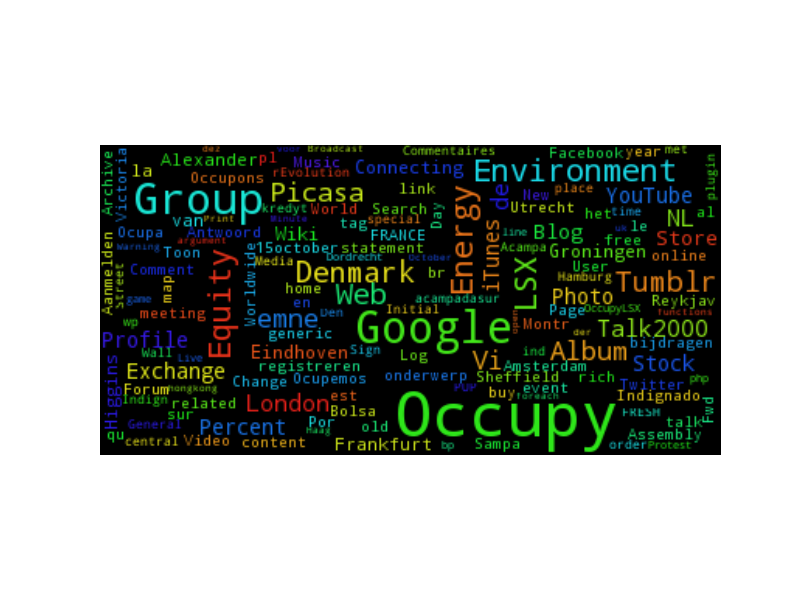 dez voor Broadcast Commentaires Facebook year met
Archive Victoria la Alexander pl Music rEvolution Connecting Environment place plugin
Occupons Picasa link de New YouTube
Group kredyt World Search Day Energy Utrecht het time NL al
van Print Minute tag special iTunes Blog le
Ocupa Toon Antwoord Wiki FRANCE Acampa line uk free Store
Warning argument 15october statement Groningen online
Aanmelden Street Comment Worldwide Media Dordrecht October LSX User
map Denmark br Hamburg Tumblr
game home Web acampadasur Photo Reykjav
wp meeting Equity emne en Den Initial Google open Page OccupyLSX functions
Profile generic Montr der Talk2000
Wall Live Eindhoven Sign Log Vi ind Album bijdragen
Exchange registreren Amsterdam Stock
Higgins Forum hongkong Change Ocupemos onderwerp Sheffield rich Twitter php
Indign related London est PDF buy event foreach Indignado
sur Bolsa Occupy FRESH Fwd
qu General Percent Por Haag old talk
central Video content Frankfurt bp Sampa Assembly order Protest